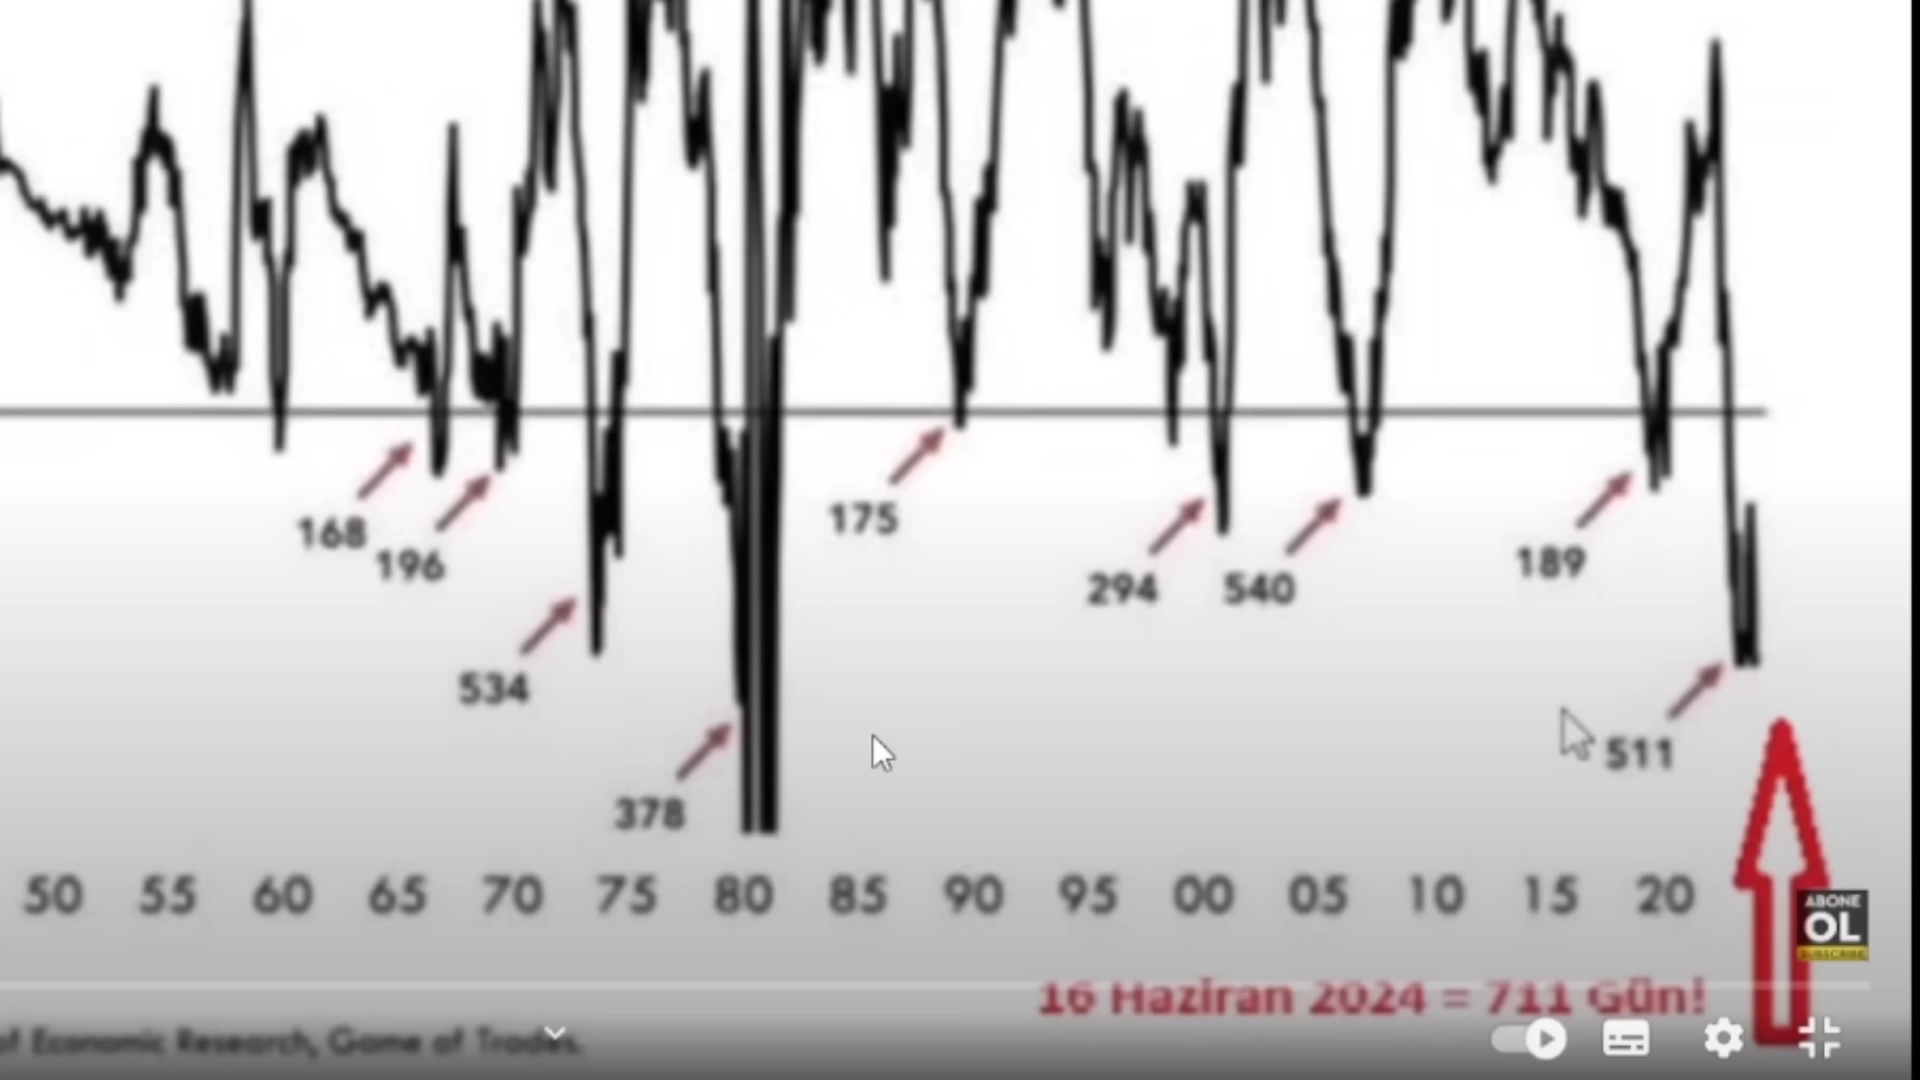 168
196
534
378
175
294
540
189
511
50 55 60 65 70 75 80 85 90 95 00 05 10 15 20
ABONE
OL
SUBSCRIBE
16 Haziran 2024 = 711 Gün!
of Economic Research, Game of Trades.